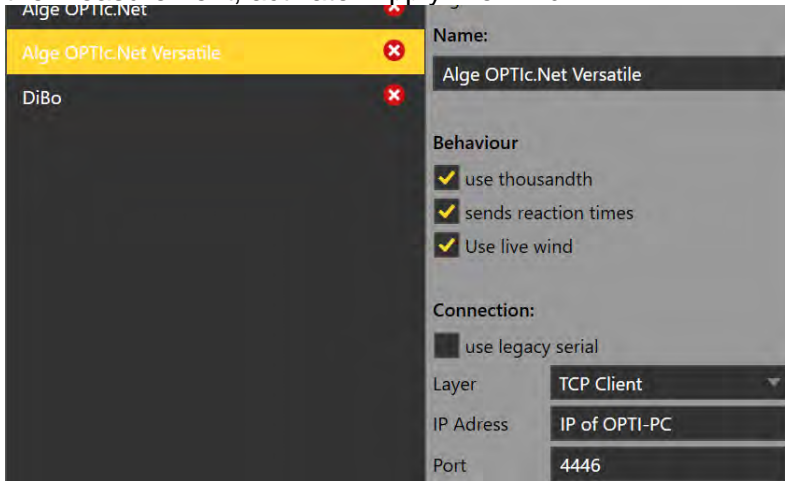 Alge OPTIc.Net
Alge OPTIc.Net Versatile
DiBo
Name:
Alge OPTIc.Net Versatile
Behaviour
use thousandth
sends reaction times
Use live wind
Connection:
use legacy serial
Layer TCP Client
IP Adress IP of OPTI-PC
Port 4446